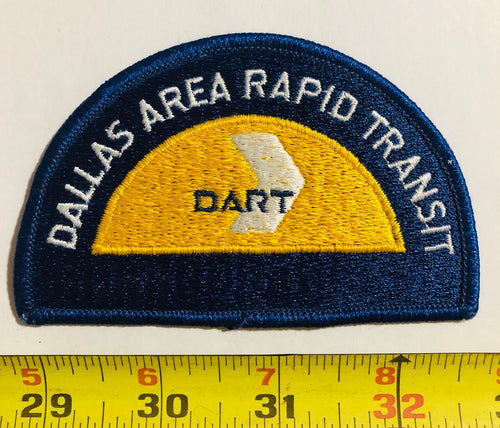 DALLAS AREA RAPID TRANSIT
DART
5 6 7 8
29 30 31 32